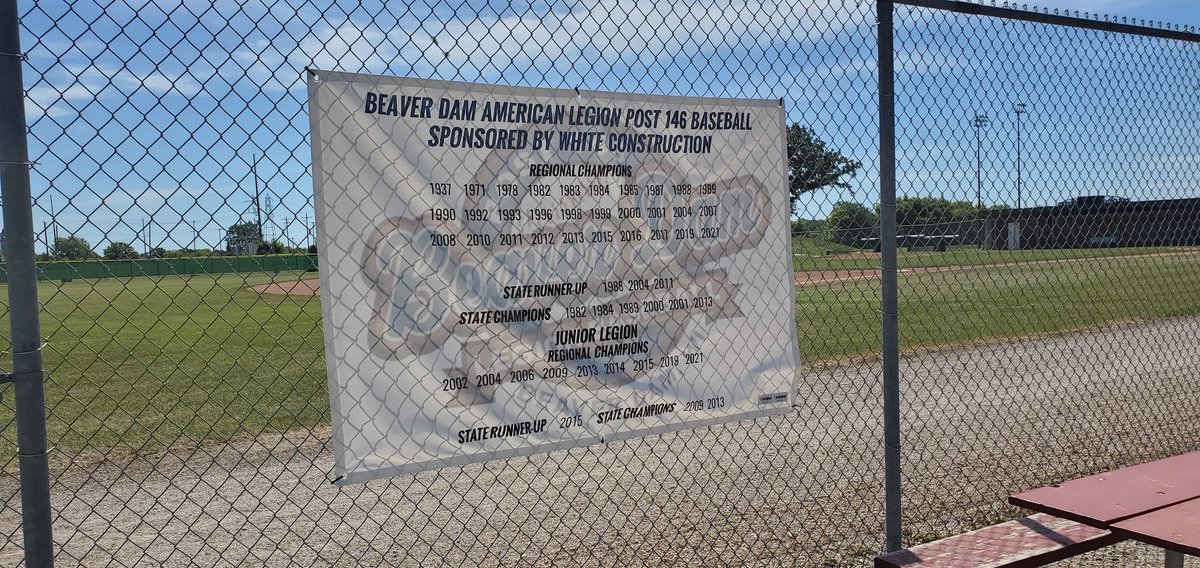 BEAVER DAM AMERICAN LEGION POST 146 BASEBALL
SPONSORED BY WHITE CONSTRUCTION
REGIONAL CHAMPIONS
1937 1971 1978 1982 1983 1984 1985 1987 1988 1989
1990 1992 1993 1996 1998 1999 2000 2001 2004 2007
2008 2010 2011 2012 2013 2015 2016 2017 2019 2021
STATE RUNNER UP 1988 2004 2011
STATE CHAMPIONS 1982 1984 1989 2000 2001 2013
JUNIOR LEGION
REGIONAL CHAMPIONS
2002 2004 2006 2009 2013 2014 2015 2019 2021
STATE RUNNER-UP 2015 STATE CHAMPIONS 2009 2013
Beaver Dam